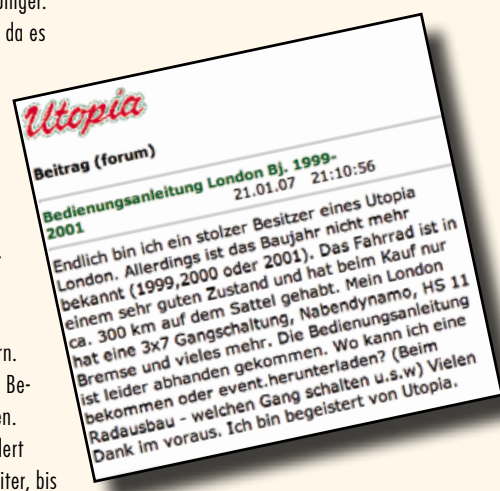 binger.
da es
Utopia
Beitrag (forum)
Bedienungsanleitung London Bj. 1999-
2001
21.01.07 21:10:56
Endlich bin ich ein stolzer Besitzer eines Utopia
London. Allerdings ist das Baujahr nicht mehr
bekannt (1999,2000 oder 2001). Das Fahrrad ist in
einem sehr guten Zustand und hat beim Kauf nur
ca. 300 km auf dem Sattel gehabt. Mein London
hat eine 3x7 Gangschaltung, Nabendynamo, HS 11
Bremse und vieles mehr. Die Bedienungsanleitung
ist leider abhanden gekommen. Wo kann ich eine
bekommen oder event.herunterladen? (Beim
Radausbau - welchen Gang schalten u.s.w) Vielen
Dank im voraus. Ich bin begeistert von Utopia.
rn.
Be-
en.
dert
iter, bis